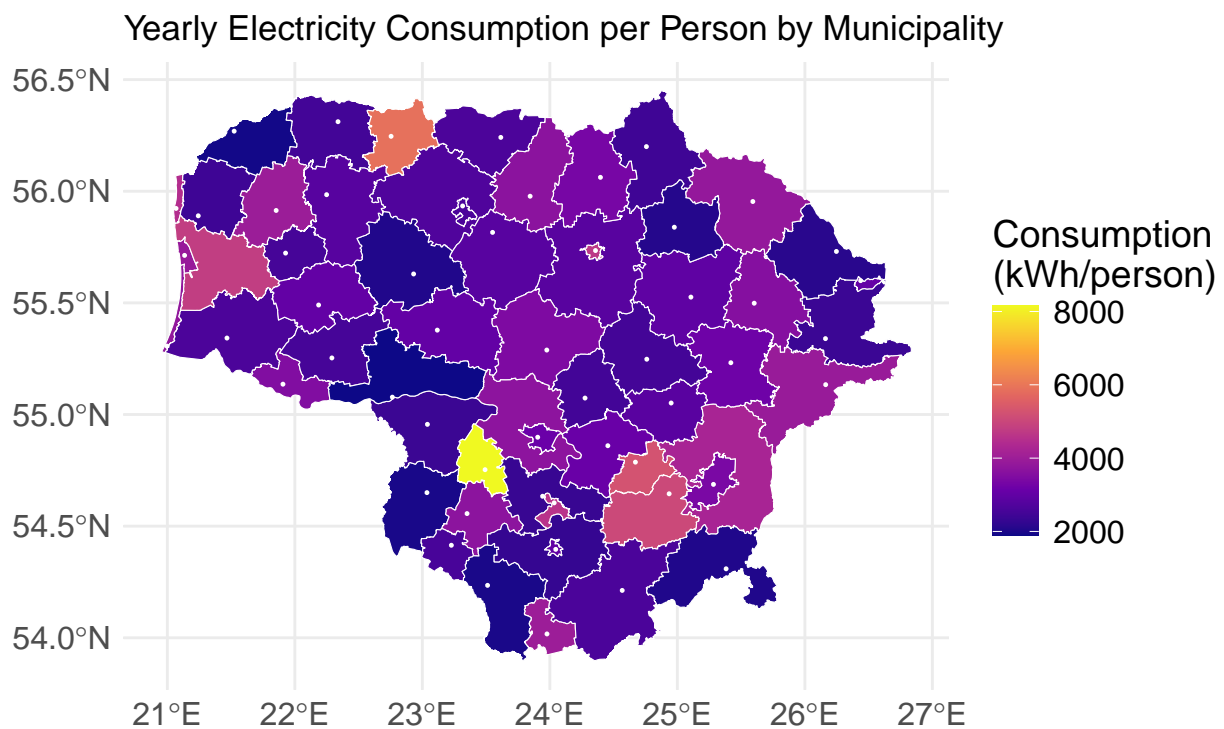 Yearly Electricity Consumption per Person by Municipality
56.5°N
56.0°N
55.5°N
55.0°N
54.5°N
54.0°N
21°E 22°E 23°E 24°E 25°E 26°E 27°E
Consumption
(kWh/person)
8000
6000
4000
2000